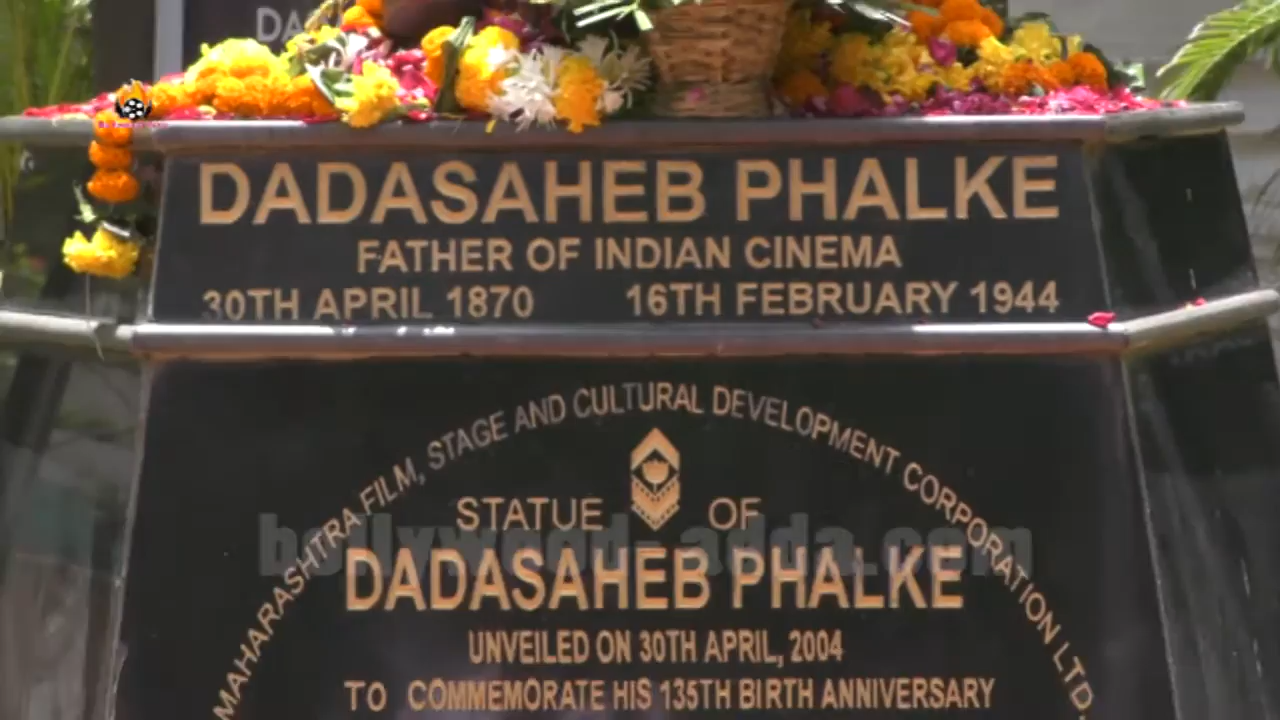 DA
DADASAHEB PHALKE
FATHER OF INDIAN CINEMA
30TH APRIL 1870 16TH FEBRUARY 1944
MAHARASHTRA FILM, STAGE AND CULTURAL DEVELOPMENT CORPORATION LTD.
STATUE OF
bollywood-adda.com
DADASAHEB PHALKE
UNVEILED ON 30TH APRIL, 2004
TO COMMEMORATE HIS 135TH BIRTH ANNIVERSARY